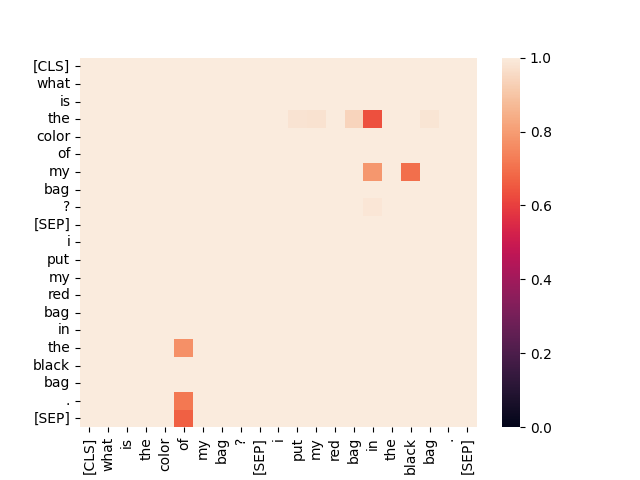 [CLS]
what
is
the
color
of
my
bag
?
[SEP]
i
put
my
red
bag
in
the
black
bag
.
[SEP]
[CLS] what is the color of my bag ? [SEP] i put my red bag in the black bag . [SEP]
1.0
0.8
0.6
0.4
0.2
0.0